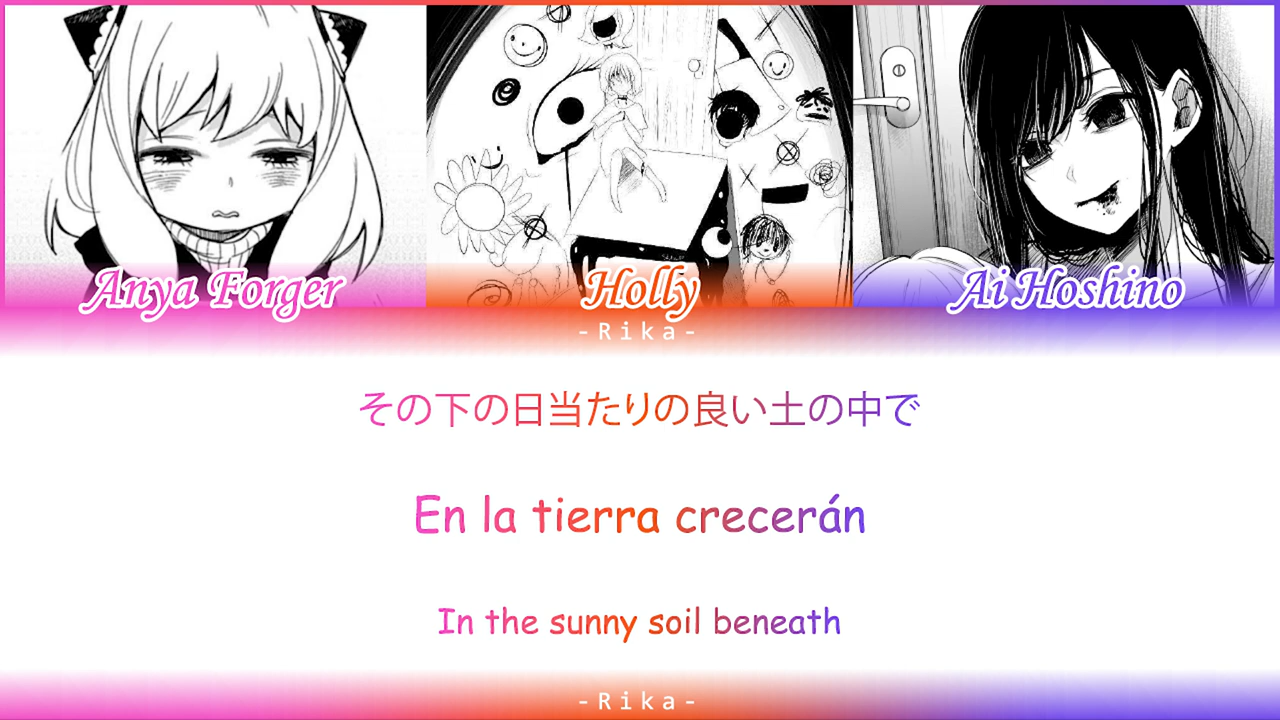 Anya Forger
Holly
Ai Hoshino
-Rika-
その下の日当たりの良い土の中で
En la tierra crecerán
In the sunny soil beneath
-Rika-